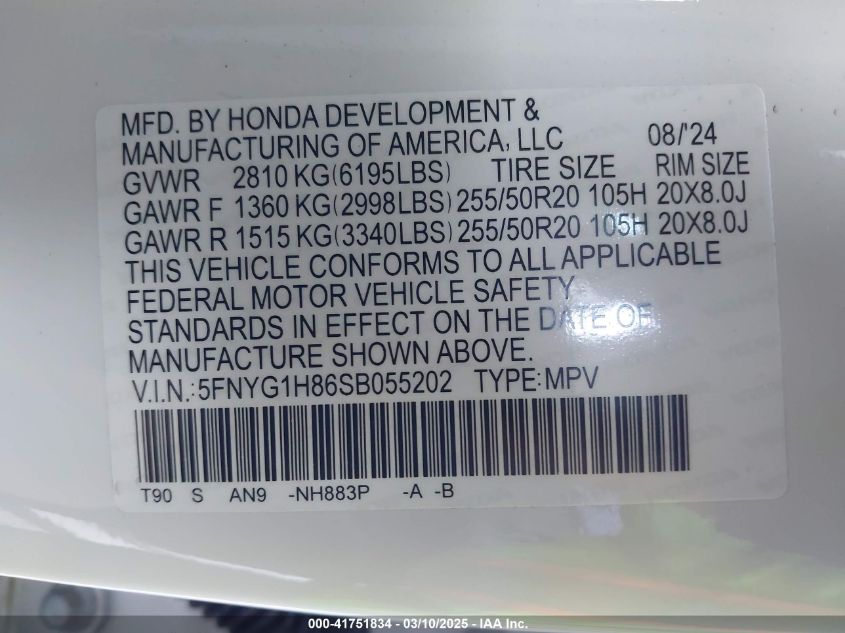 MFD. BY HONDA DEVELOPMENT &
MANUFACTURING OF AMERICA, LLC 08/'24
GVWR 2810 KG(6195LBS) TIRE SIZE RIM SIZE
GAWR F 1360 KG(2998LBS) 255/50R20 105H 20X8.0J
GAWR R 1515 KG(3340LBS) 255/50R20 105H 20X8.0J
THIS VEHICLE CONFORMS TO ALL APPLICABLE
FEDERAL MOTOR VEHICLE SAFETY
STANDARDS IN EFFECT ON THE DATE OF
MANUFACTURE SHOWN ABOVE.
V.I.N.:5FNYG1H86SB055202 TYPE:MPV
T90 S AN9 -NH883P -A -B
000-41751834 - 03/10/2025 - IAA Inc.